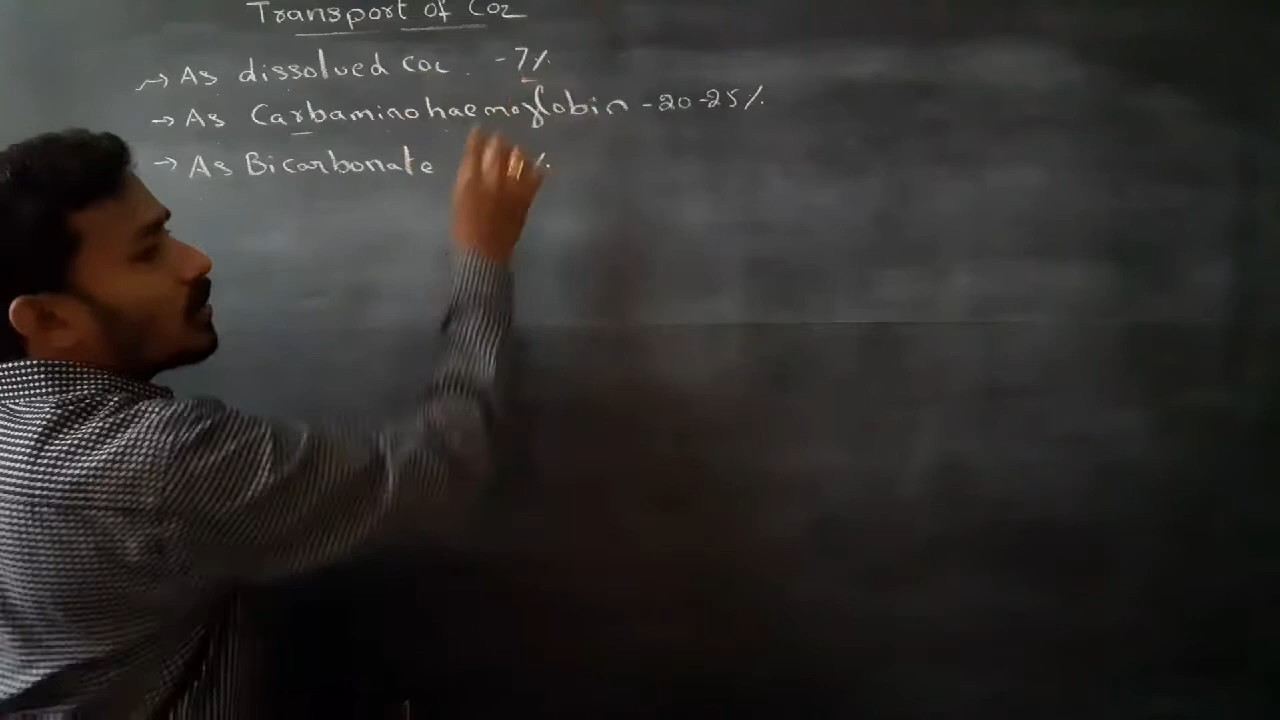 Transport of CO2
→ As dissolved CO2 - 7%
→ As Carbaminohaemoglobin - 20-25%
→ As Bicarbonate %